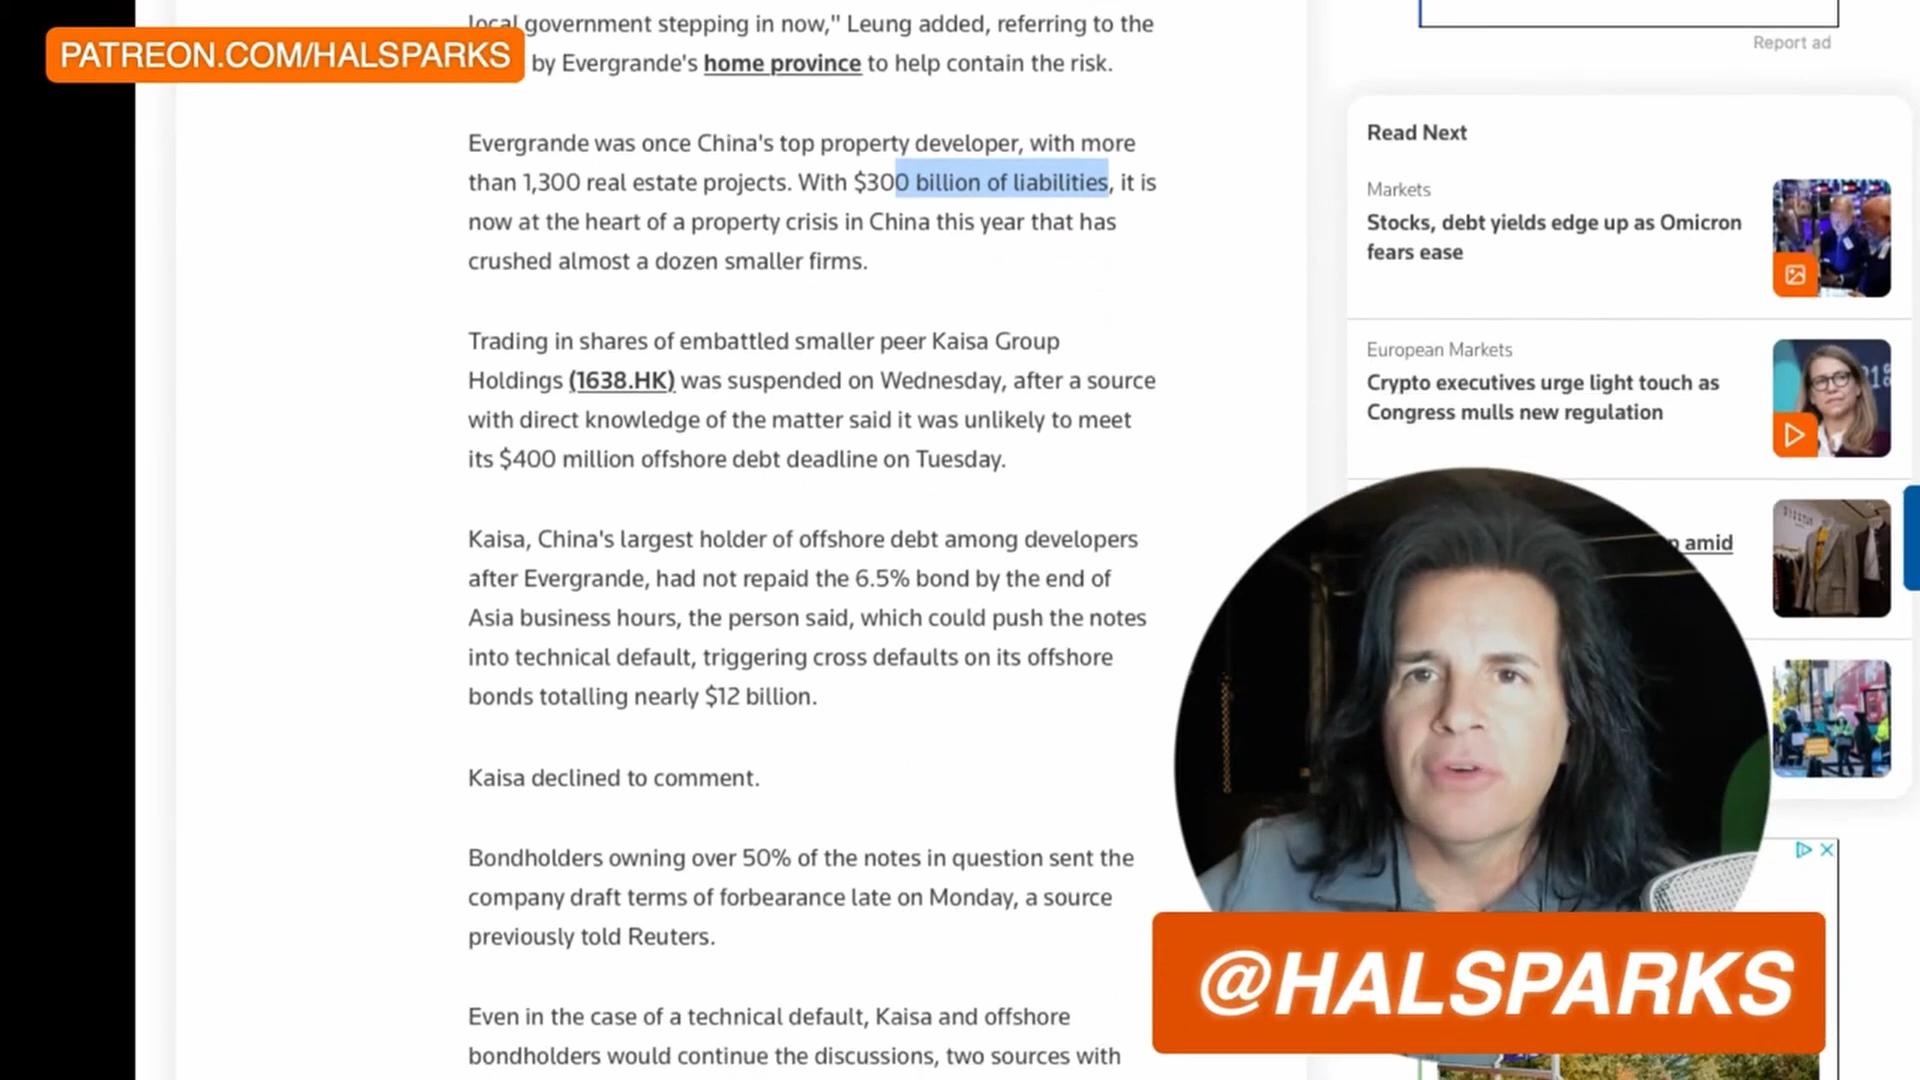 local government stepping in now," Leung added, referring to the
PATREON.COM/HALSPARKS
by Evergrande's home province to help contain the risk.
Evergrande was once China's top property developer, with more
than 1,300 real estate projects. With $300 billion of liabilities, it is
now at the heart of a property crisis in China this year that has
crushed almost a dozen smaller firms.
Trading in shares of embattled smaller peer Kaisa Group
Holdings (1638.HK) was suspended on Wednesday, after a source
with direct knowledge of the matter said it was unlikely to meet
its $400 million offshore debt deadline on Tuesday.
Kaisa, China's largest holder of offshore debt among developers
after Evergrande, had not repaid the 6.5% bond by the end of
Asia business hours, the person said, which could push the notes
into technical default, triggering cross defaults on its offshore
bonds totalling nearly $12 billion.
Kaisa declined to comment.
Bondholders owning over 50% of the notes in question sent the
company draft terms of forbearance late on Monday, a source
previously told Reuters.
Even in the case of a technical default, Kaisa and offshore
bondholders would continue the discussions, two sources with
Report ad
Read Next
Markets
Stocks, debt yields edge up as Omicron
fears ease
European Markets
Crypto executives urge light touch as
Congress mulls new regulation
amid
@HALSPARKS